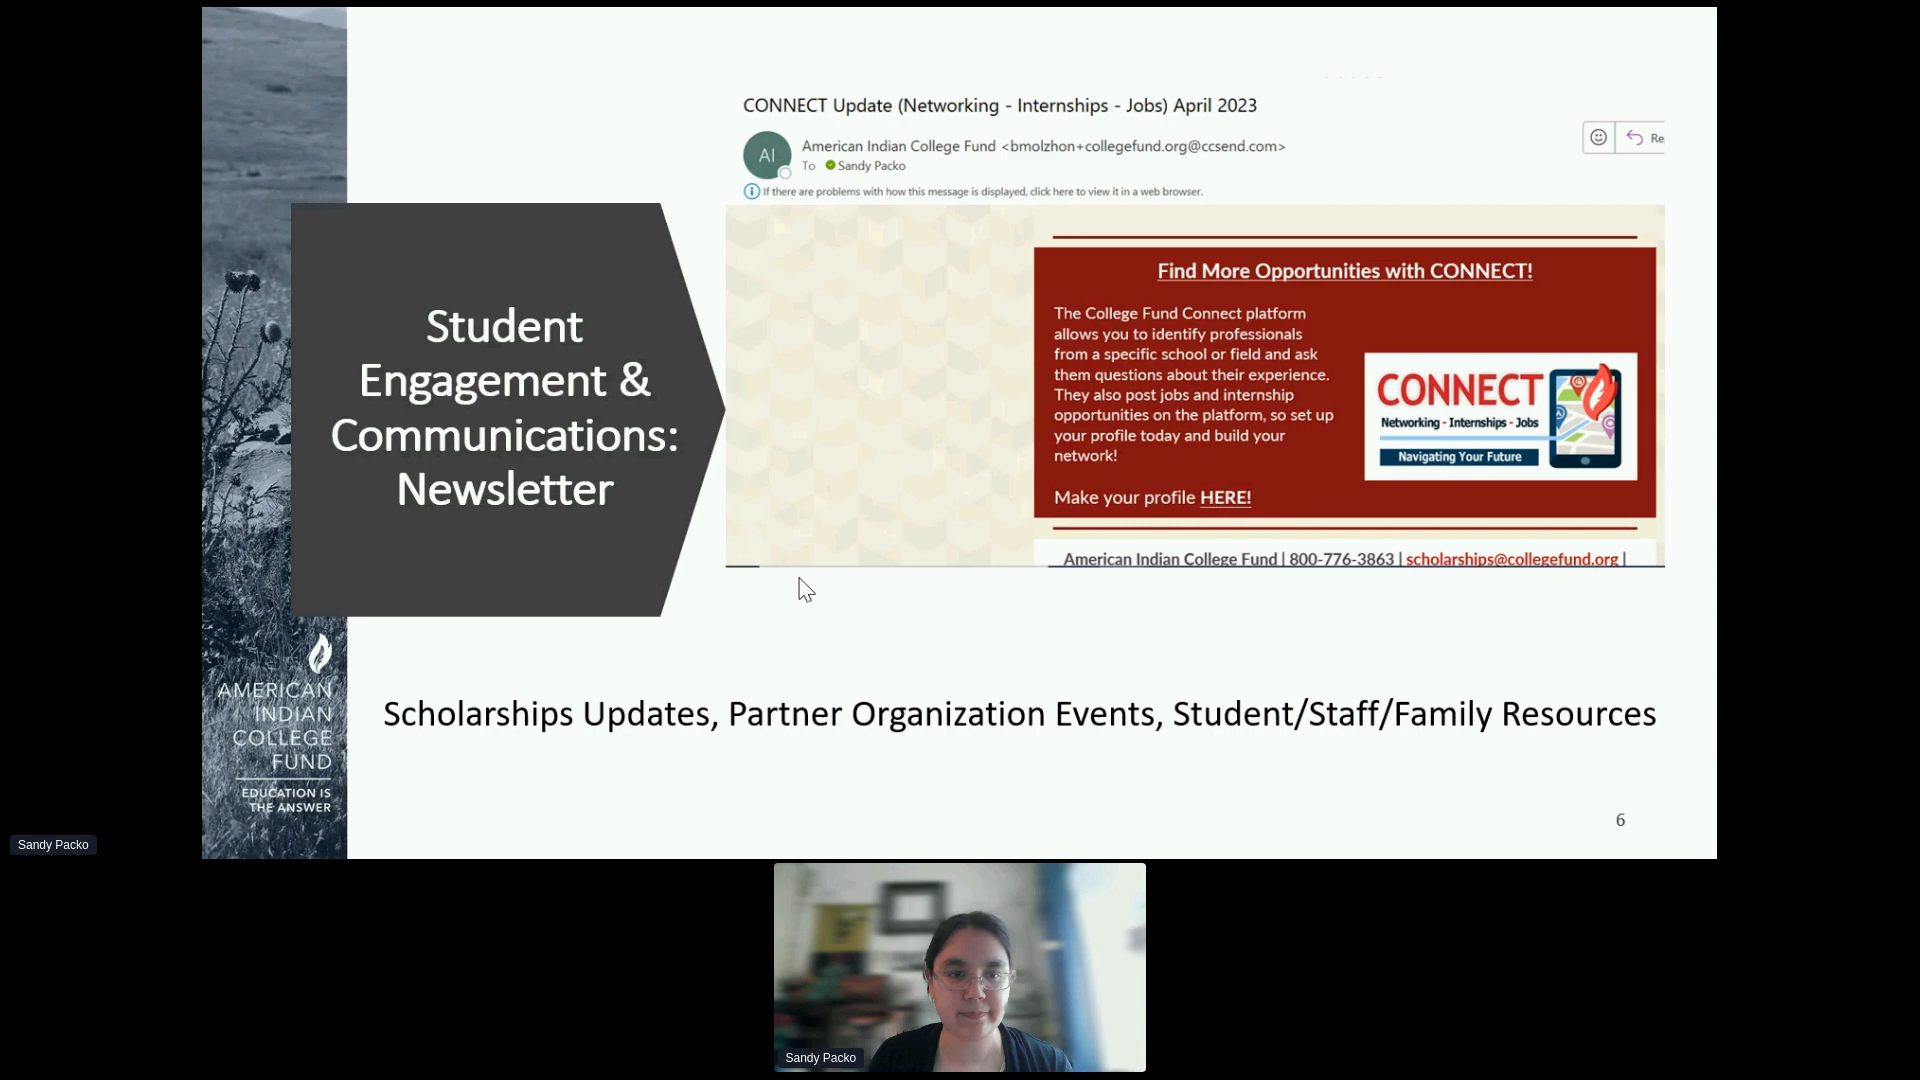 CONNECT Update (Networking - Internships - Jobs) April 2023
AI
American Indian College Fund <bmolzhon+collegefund.org@ccsend.com>
To Sandy Packo
If there are problems with how this message is displayed, click here to view it in a web browser.
Re
Find More Opportunities with CONNECT!
The College Fund Connect platform
allows you to identify professionals
from a specific school or field and ask
them questions about their experience.
They also post jobs and internship
opportunities on the platform, so set up
your profile today and build your
network!
Make your profile HERE!
CONNECT
Networking - Internships - Jobs
Navigating Your Future
American Indian College Fund | 800-776-3863 | scholarships@collegefund.org |
Student
Engagement &
Communications:
Newsletter
Scholarships Updates, Partner Organization Events, Student/Staff/Family Resources
AMERICAN
INDIAN
COLLEGE
FUND
EDUCATION IS
THE ANSWER
6
Sandy Packo
Sandy Packo